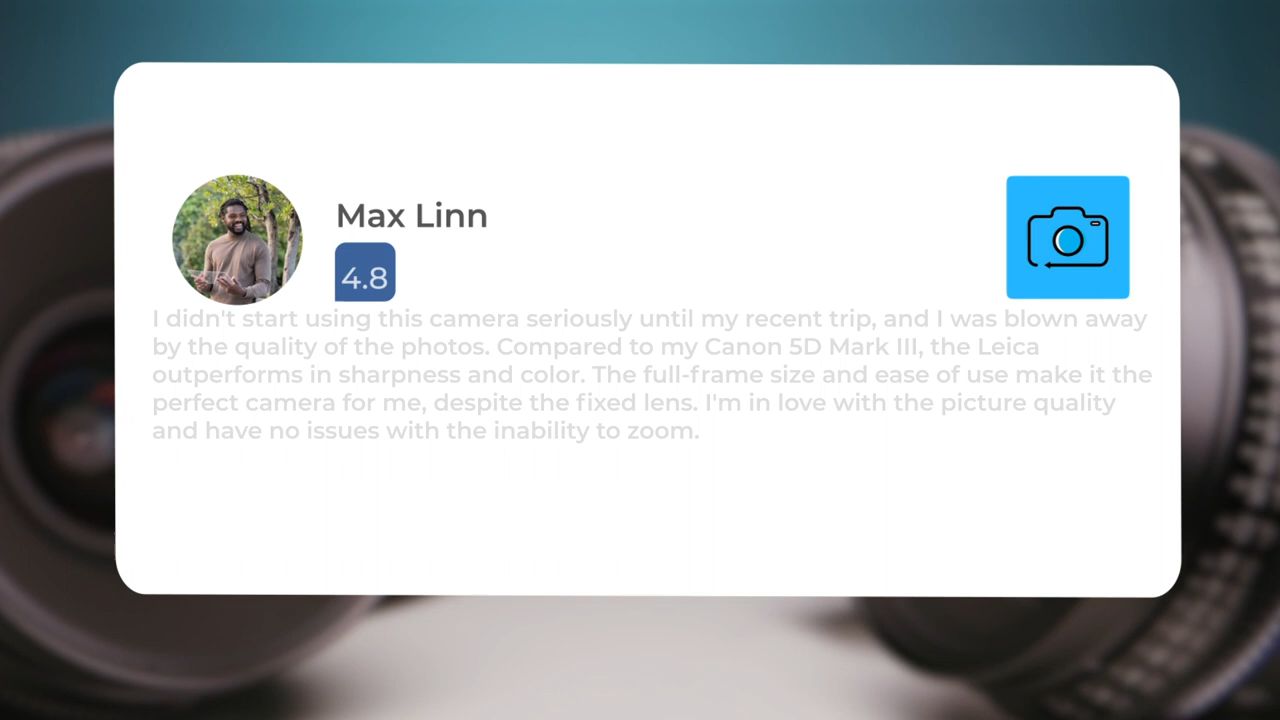 Max Linn
4.8
I didn't start using this camera seriously until my recent trip, and I was blown away
by the quality of the photos. Compared to my Canon 5D Mark III, the Leica
outperforms in sharpness and color. The full-frame size and ease of use make it the
perfect camera for me, despite the fixed lens. I'm in love with the picture quality
and have no issues with the inability to zoom.